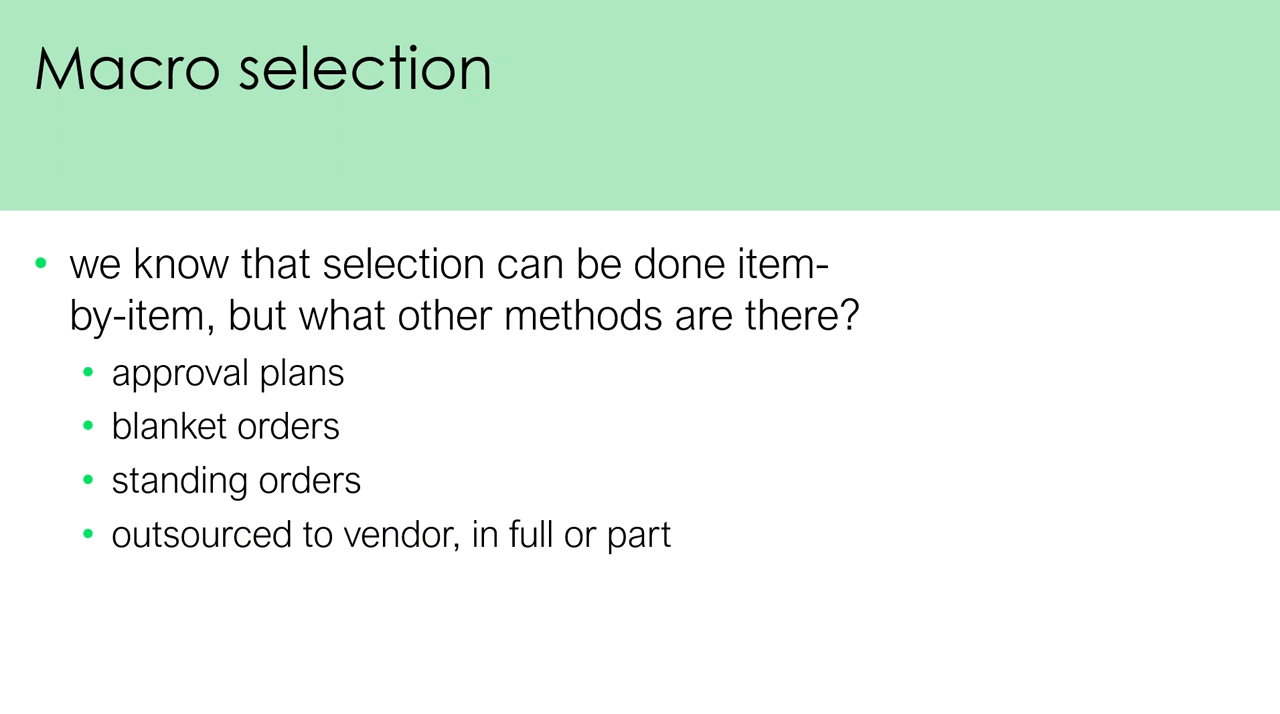 Macro selection
• we know that selection can be done item-
by-item, but what other methods are there?
• approval plans
• blanket orders
• standing orders
• outsourced to vendor, in full or part